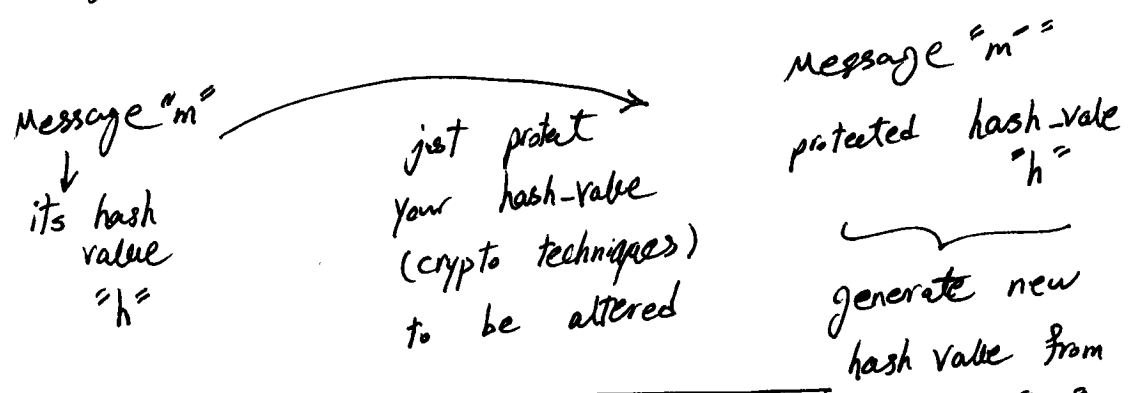 Message "m"
its hash
value
"h"
just protect
your hash-value
(crypto techniques)
to be altered
Message "m"
protected hash-vale
"h"
generate new
hash value from